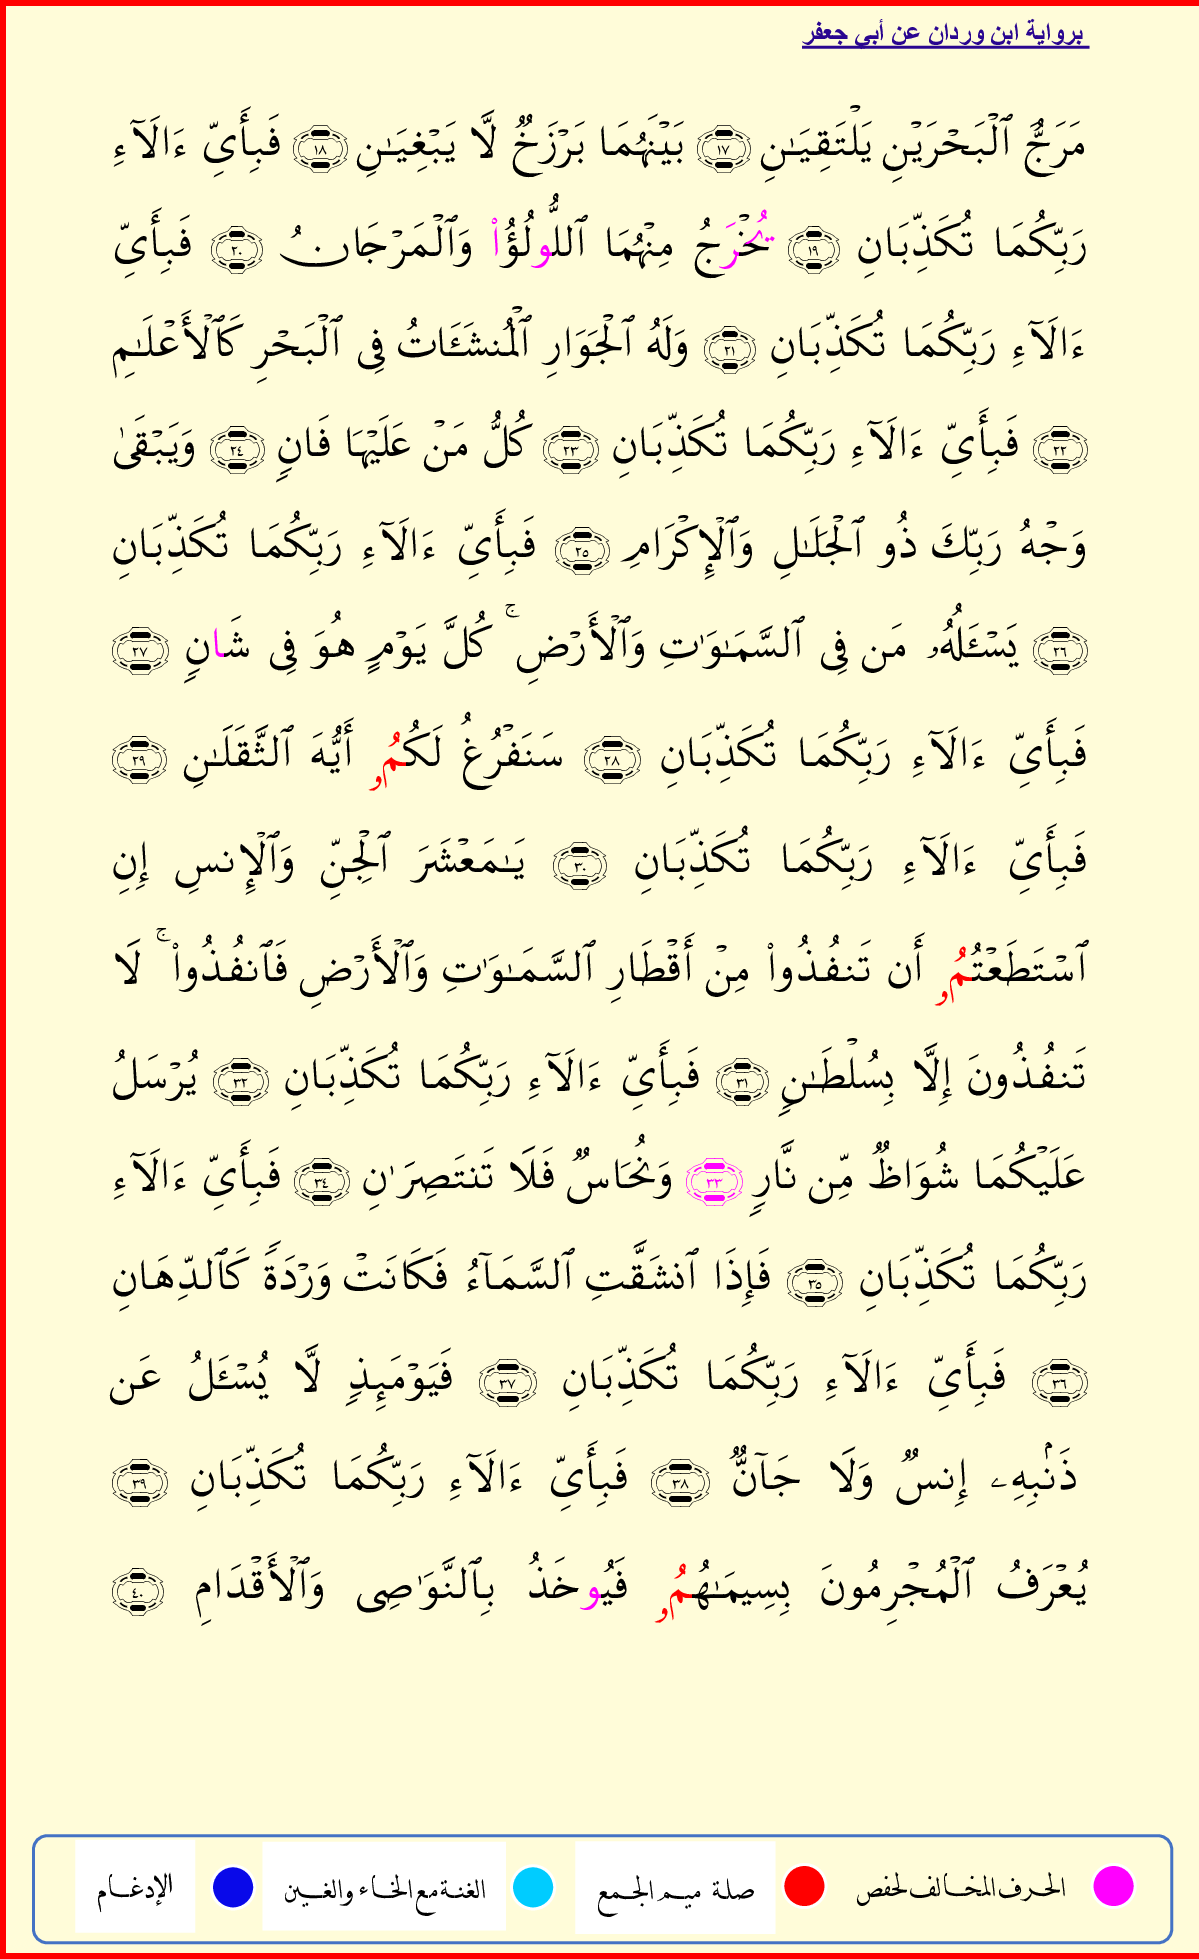 برواية ابن وردان عن أبي جعفر
مَرَجَ ٱلۡبَحۡرَيۡنِ يَلۡتَقِيَٰنِ ١٧ بَيۡنَهُمَا بَرۡزَخٞ لَّا يَبۡغِيَٰنِ ١٨ فَبِأَيِّ ءَالَآءِ
رَبِّكُمَا تُكَذِّبَانِ ١٩ يُخۡرَجُ مِنۡهُمَا ٱللُّولُؤُاْ وَٱلۡمَرۡجَانُ ٢٠ فَبِأَيِّ
ءَالَآءِ رَبِّكُمَا تُكَذِّبَانِ ٢١ وَلَهُ ٱلۡجَوَارِ ٱلۡمُنشَـَٔاتُ فِي ٱلۡبَحۡرِ كَٱلۡأَعۡلَٰمِ
٢٢ فَبِأَيِّ ءَالَآءِ رَبِّكُمَا تُكَذِّبَانِ ٢٣ كُلُّ مَنۡ عَلَيۡهَا فَانٖ ٢٤ وَيَبۡقَىٰ
وَجۡهُ رَبِّكَ ذُو ٱلۡجَلَٰلِ وَٱلۡإِكۡرَامِ ٢٥ فَبِأَيِّ ءَالَآءِ رَبِّكُمَا تُكَذِّبَانِ
٢٦ يَسۡـَٔلُهُۥ مَن فِي ٱلسَّمَٰوَٰتِ وَٱلۡأَرۡضِۚ كُلَّ يَوۡمٍ هُوَ فِي شَانٖ ٢٧
فَبِأَيِّ ءَالَآءِ رَبِّكُمَا تُكَذِّبَانِ ٢٨ سَنَفۡرُغُ لَكُمُۥ أَيُّهَ ٱلثَّقَلَانِ ٢٩
فَبِأَيِّ ءَالَآءِ رَبِّكُمَا تُكَذِّبَانِ ٣٠ يَٰمَعۡشَرَ ٱلۡجِنِّ وَٱلۡإِنسِ إِنِ
ٱسۡتَطَعۡتُمُۥ أَن تَنفُذُواْ مِنۡ أَقۡطَارِ ٱلسَّمَٰوَٰتِ وَٱلۡأَرۡضِ فَٱنفُذُواْۚ لَا
تَنفُذُونَ إِلَّا بِسُلۡطَٰنٖ ٣١ فَبِأَيِّ ءَالَآءِ رَبِّكُمَا تُكَذِّبَانِ ٣٢ يُرۡسَلُ
عَلَيۡكُمَا شُوَاظٞ مِّن نَّارٖ ٣٣ وَنُحَاسٞ فَلَا تَنتَصِرَٰنِ ٣٤ فَبِأَيِّ ءَالَآءِ
رَبِّكُمَا تُكَذِّبَانِ ٣٥ فَإِذَا ٱنشَقَّتِ ٱلسَّمَآءُ فَكَانَتۡ وَرۡدَةٗ كَٱلدِّهَانِ
٣٦ فَبِأَيِّ ءَالَآءِ رَبِّكُمَا تُكَذِّبَانِ ٣٧ فَيَوۡمَئِذٖ لَّا يُسۡـَٔلُ عَن
ذَنۢبِهِۦ إِنسٞ وَلَا جَآنّٞ ٣٨ فَبِأَيِّ ءَالَآءِ رَبِّكُمَا تُكَذِّبَانِ ٣٩
يُعۡرَفُ ٱلۡمُجۡرِمُونَ بِسِيمَٰهُمُۥ فَيُوخَذُ بِٱلنَّوَٰصِي وَٱلۡأَقۡدَامِ ٤٠
الحرف المخالف لحفص صلة ميم الجمع الغنة مع الخاء والغين الإدغام